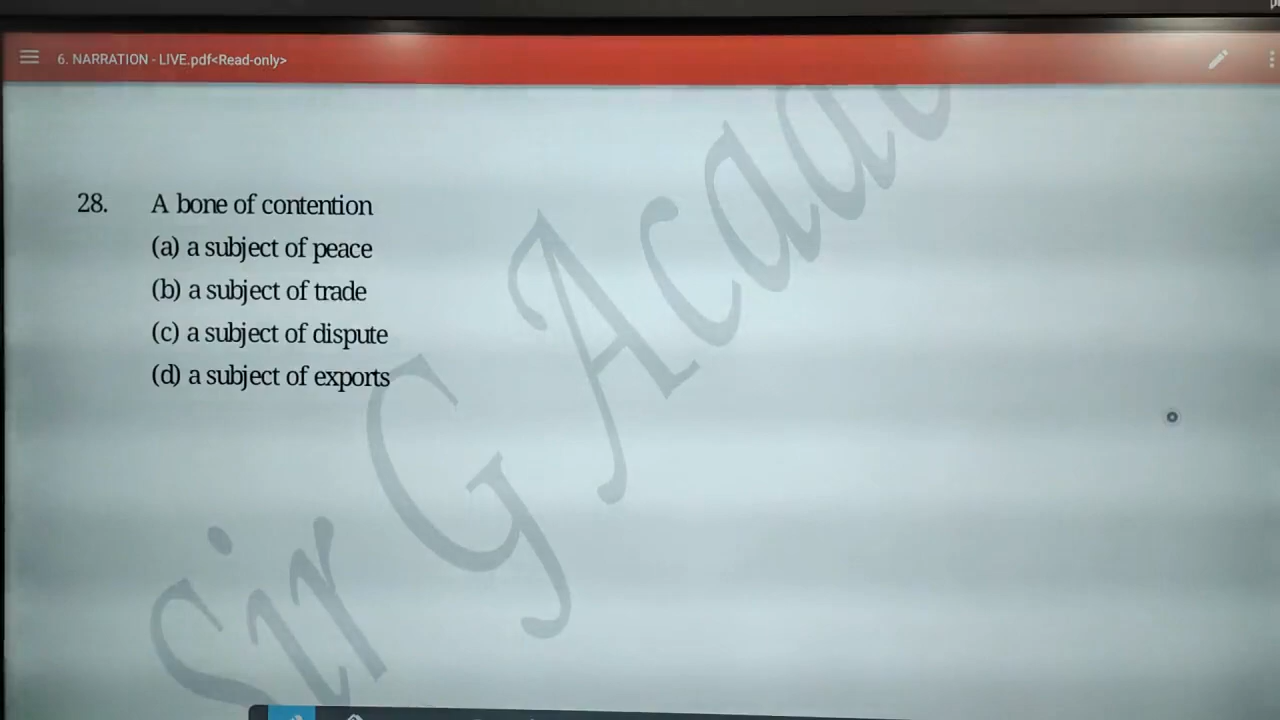 6. NARRATION - LIVE.pdf<Read-only>
28. A bone of contention
(a) a subject of peace
(b) a subject of trade
(c) a subject of dispute
(d) a subject of exports
Sir G Acad